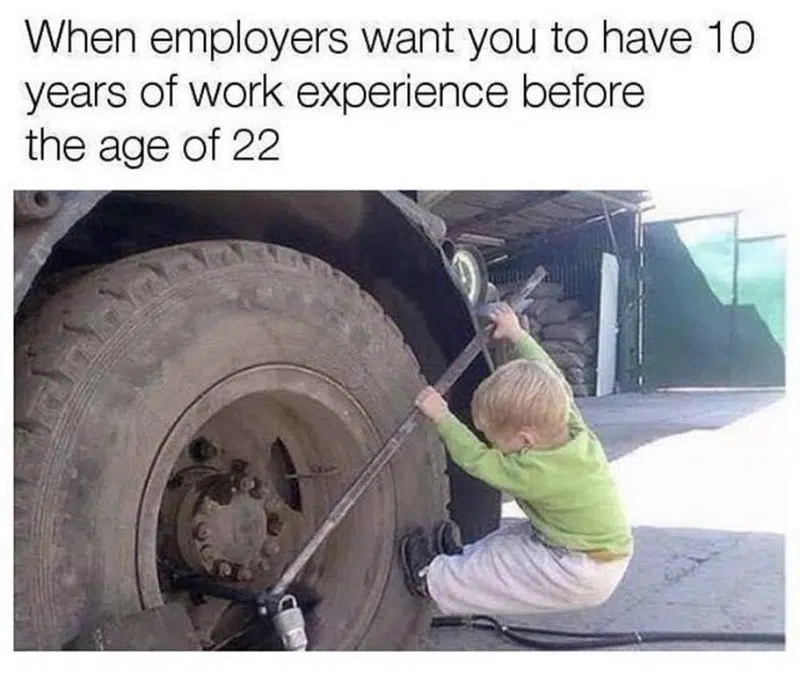 When employers want you to have 10
years of work experience before
the age of 22